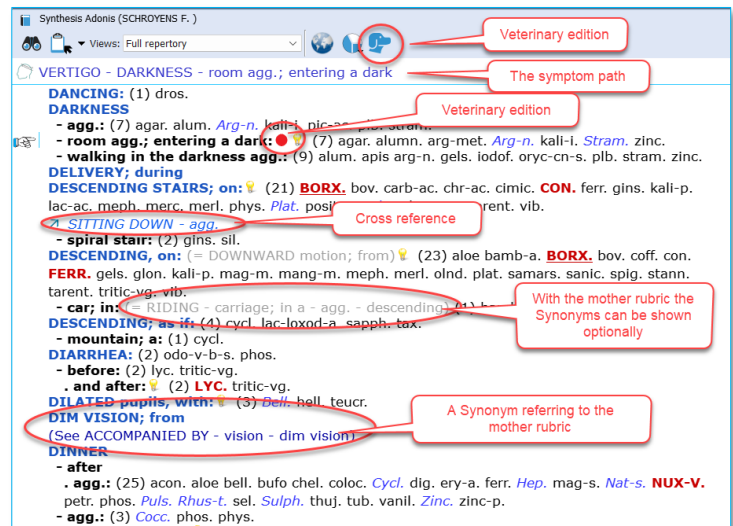 Synthesis Adonis (SCHROYENS F. )
Views: Full repertory
Veterinary edition
VERTIGO - DARKNESS - room agg.; entering a dark
The symptom path
DANCING: (1) dros.
Veterinary edition
DARKNESS
- agg.: (7) agar. alum. Arg-n. kali-i. pic-ac. plb. stram.
- room agg.; entering a dark: (7) agar. alumn. arg-met. Arg-n. kali-i. Stram. zinc.
- walking in the darkness agg.: (9) alum. apis arg-n. gels. iodof. oryc-cn-s. plb. stram. zinc.
DELIVERY; during
DESCENDING STAIRS; on: (21) BORX. bov. carb-ac. chr-ac. cimic. CON. ferr. gins. kali-p.
lac-ac. meph. merc. merl. phys. Plat. vib.
Cross reference
SITTING DOWN - agg.
- spiral stair: (2) gins. sil.
DESCENDING, on: (= DOWNWARD motion; from) (23) aloe bamb-a. BORX. bov. coff. con.
FERR. gels. glon. kali-p. mag-m. mang-m. meph. merl. olnd. plat. samars. sanic. spig. stann.
tarent. tritic-vg. vib.
- car; in: (= RIDING - carriage; in a - agg. - descending) (1)
With the mother rubric the
Synonyms can be shown
optionally
DESCENDING; as if: (4) cycl. lac-loxod-a. sapph. tax.
- mountain; a: (1) cycl.
DIARRHEA: (2) odo-v-b-s. phos.
- before: (2) lyc. tritic-vg.
. and after: (2) LYC. tritic-vg.
DILATED pupils, with: (3) Bell. hell. teucr.
DIM VISION; from
(See ACCOMPANIED BY - vision - dim vision)
A Synonym referring to the
mother rubric
DINNER
- after
. agg.: (25) acon. aloe bell. bufo chel. coloc. Cycl. dig. ery-a. ferr. Hep. mag-s. Nat-s. NUX-V.
petr. phos. Puls. Rhus-t. sel. Sulph. thuj. tub. vanil. Zinc. zinc-p.
- agg.: (3) Cocc. phos. phys.